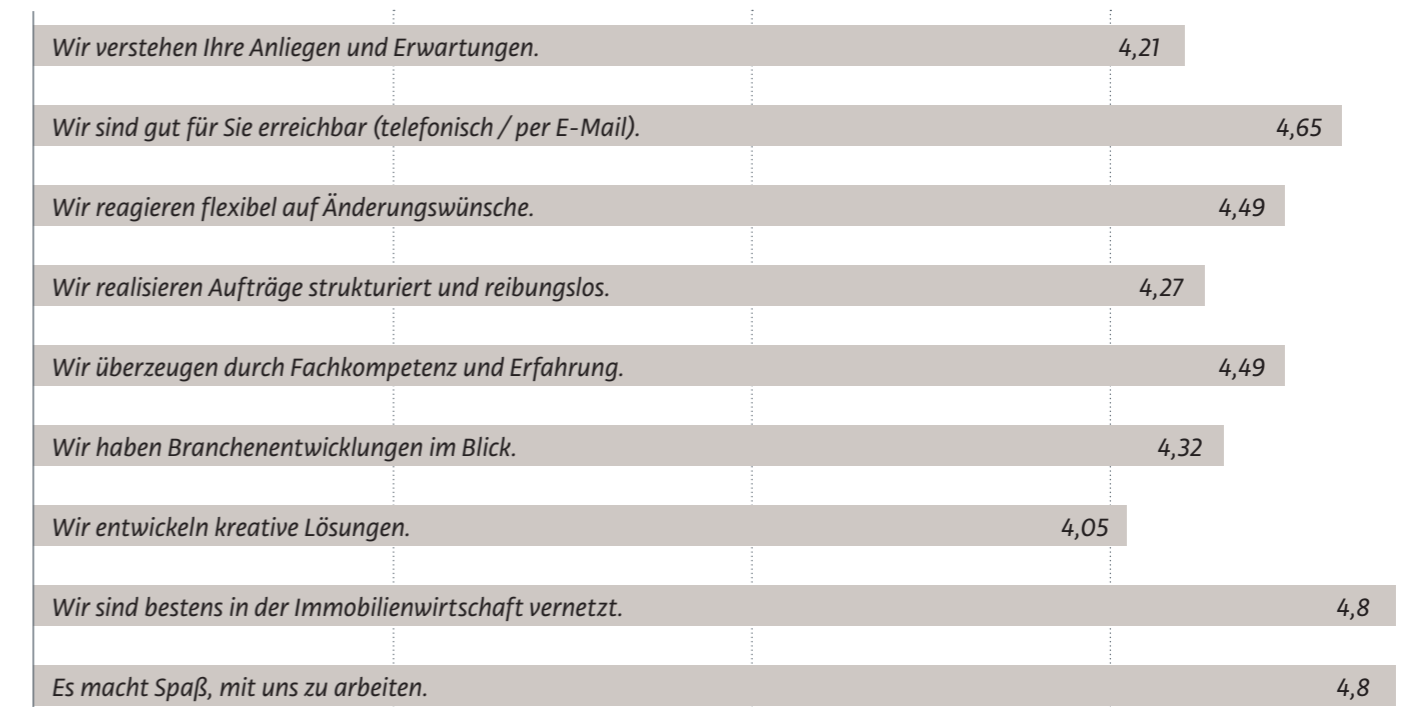 Wir verstehen Ihre Anliegen und Erwartungen. 4,21
Wir sind gut für Sie erreichbar (telefonisch / per E-Mail). 4,65
Wir reagieren flexibel auf Änderungswünsche. 4,49
Wir realisieren Aufträge strukturiert und reibungslos. 4,27
Wir überzeugen durch Fachkompetenz und Erfahrung. 4,49
Wir haben Branchenentwicklungen im Blick. 4,32
Wir entwickeln kreative Lösungen. 4,05
Wir sind bestens in der Immobilienwirtschaft vernetzt. 4,8
Es macht Spaß, mit uns zu arbeiten. 4,8